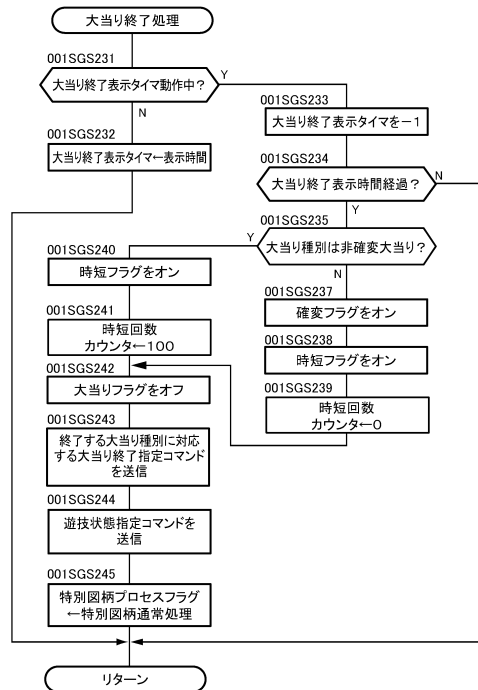 大当り終了処理
001SGS231
大当り終了表示タイマ動作中？
Y
N
001SGS232
大当り終了表示タイマ←表示時間
001SGS233
大当り終了表示タイマを－1
001SGS234
大当り終了表示時間経過？
N
Y
001SGS235
大当り種別は非確変大当り？
Y
N
001SGS237
確変フラグをオン
001SGS238
時短フラグをオン
001SGS239
時短回数
カウンタ←0
001SGS240
時短フラグをオン
001SGS241
時短回数
カウンタ←100
001SGS242
大当りフラグをオフ
001SGS243
終了する大当り種別に対応
する大当り終了指定コマンド
を送信
001SGS244
遊技状態指定コマンドを
送信
001SGS245
特別図柄プロセスフラグ
←特別図柄通常処理
リターン